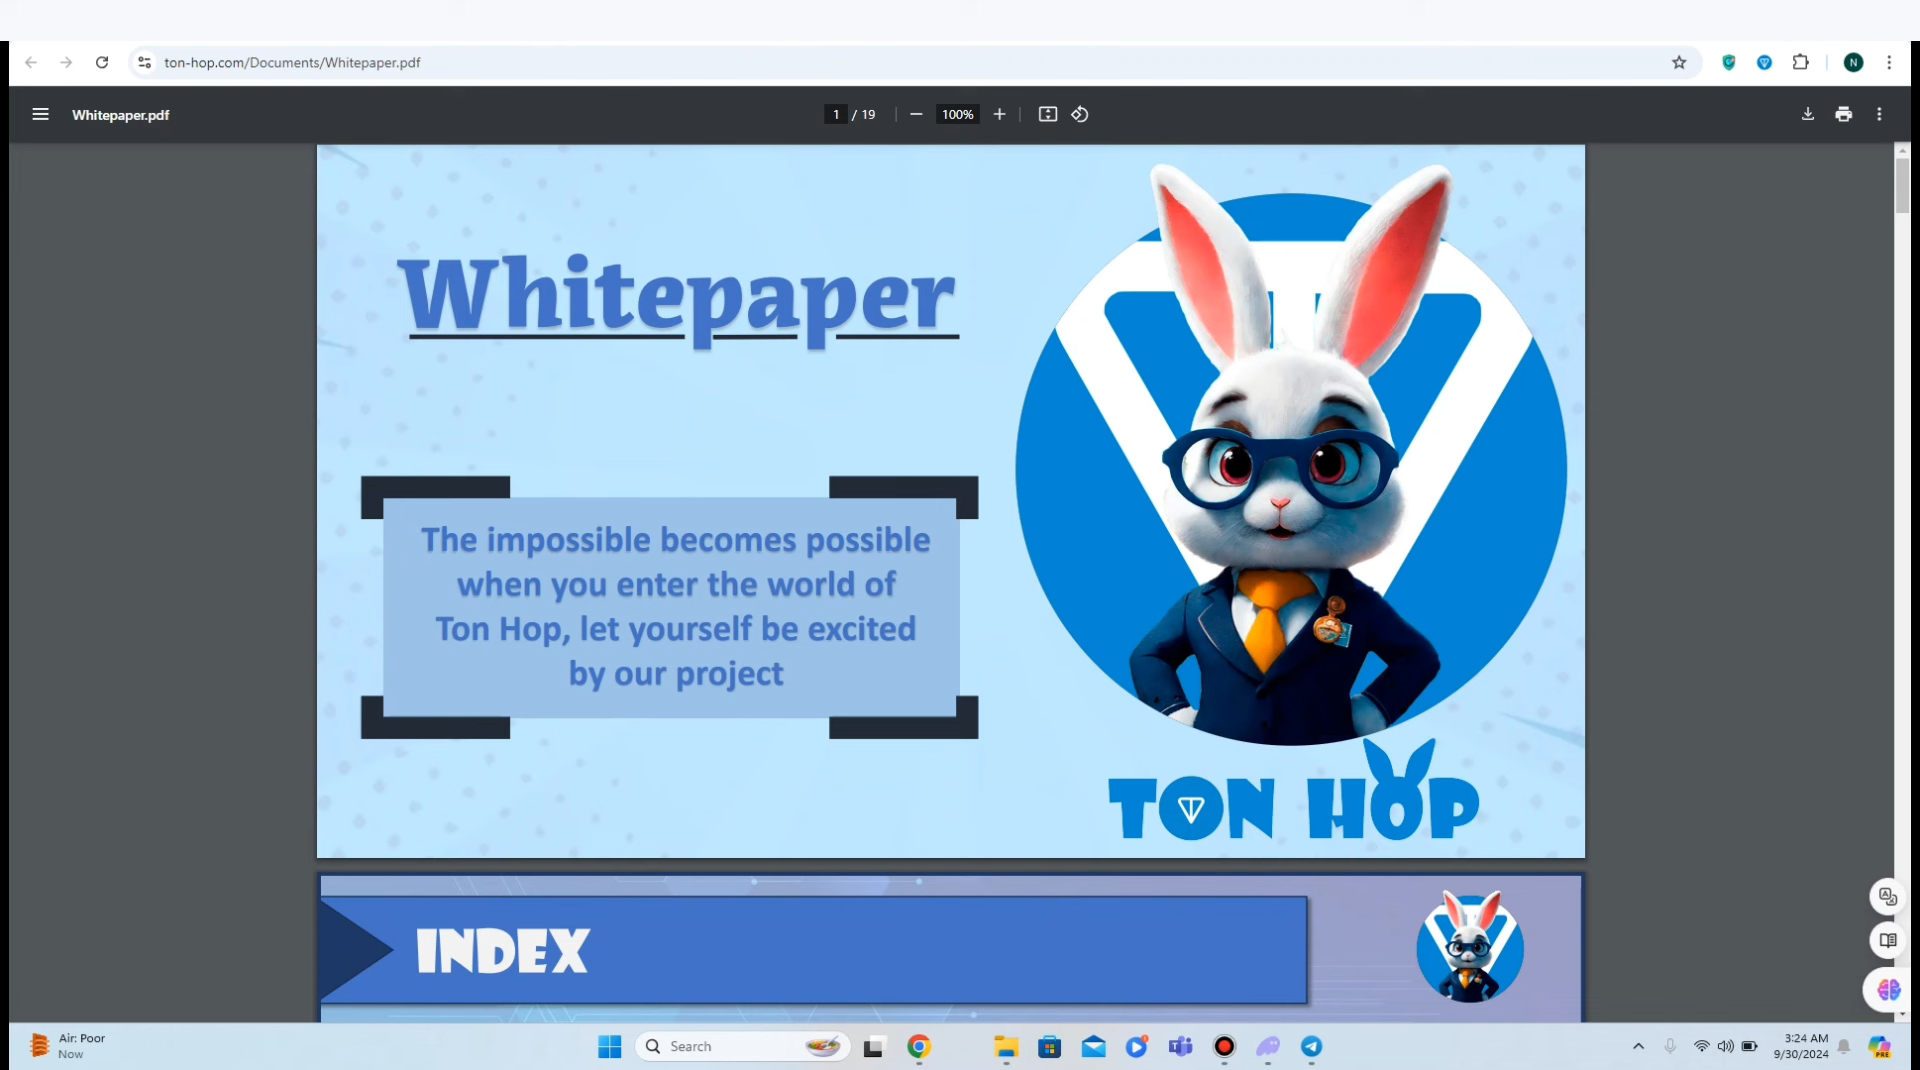 ton-hop.com/Documents/Whitepaper.pdf
N
Whitepaper.pdf
1 / 19
100%
Whitepaper
The impossible becomes possible
when you enter the world of
Ton Hop, let yourself be excited
by our project
TON HOP
INDEX
Air: Poor
Now
Search
3:24 AM
9/30/2024
PRE